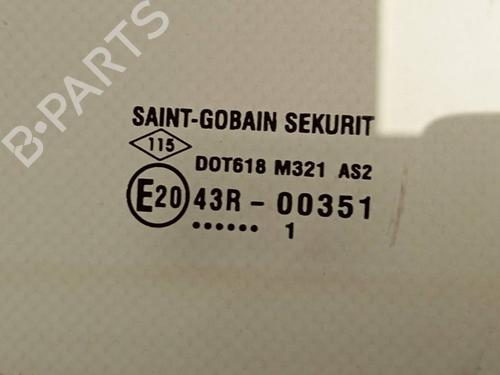 B-PARTS
SAINT-GOBAIN SEKURIT
115
DOT618 M321 AS2
E20 43R - 00351
...... 1